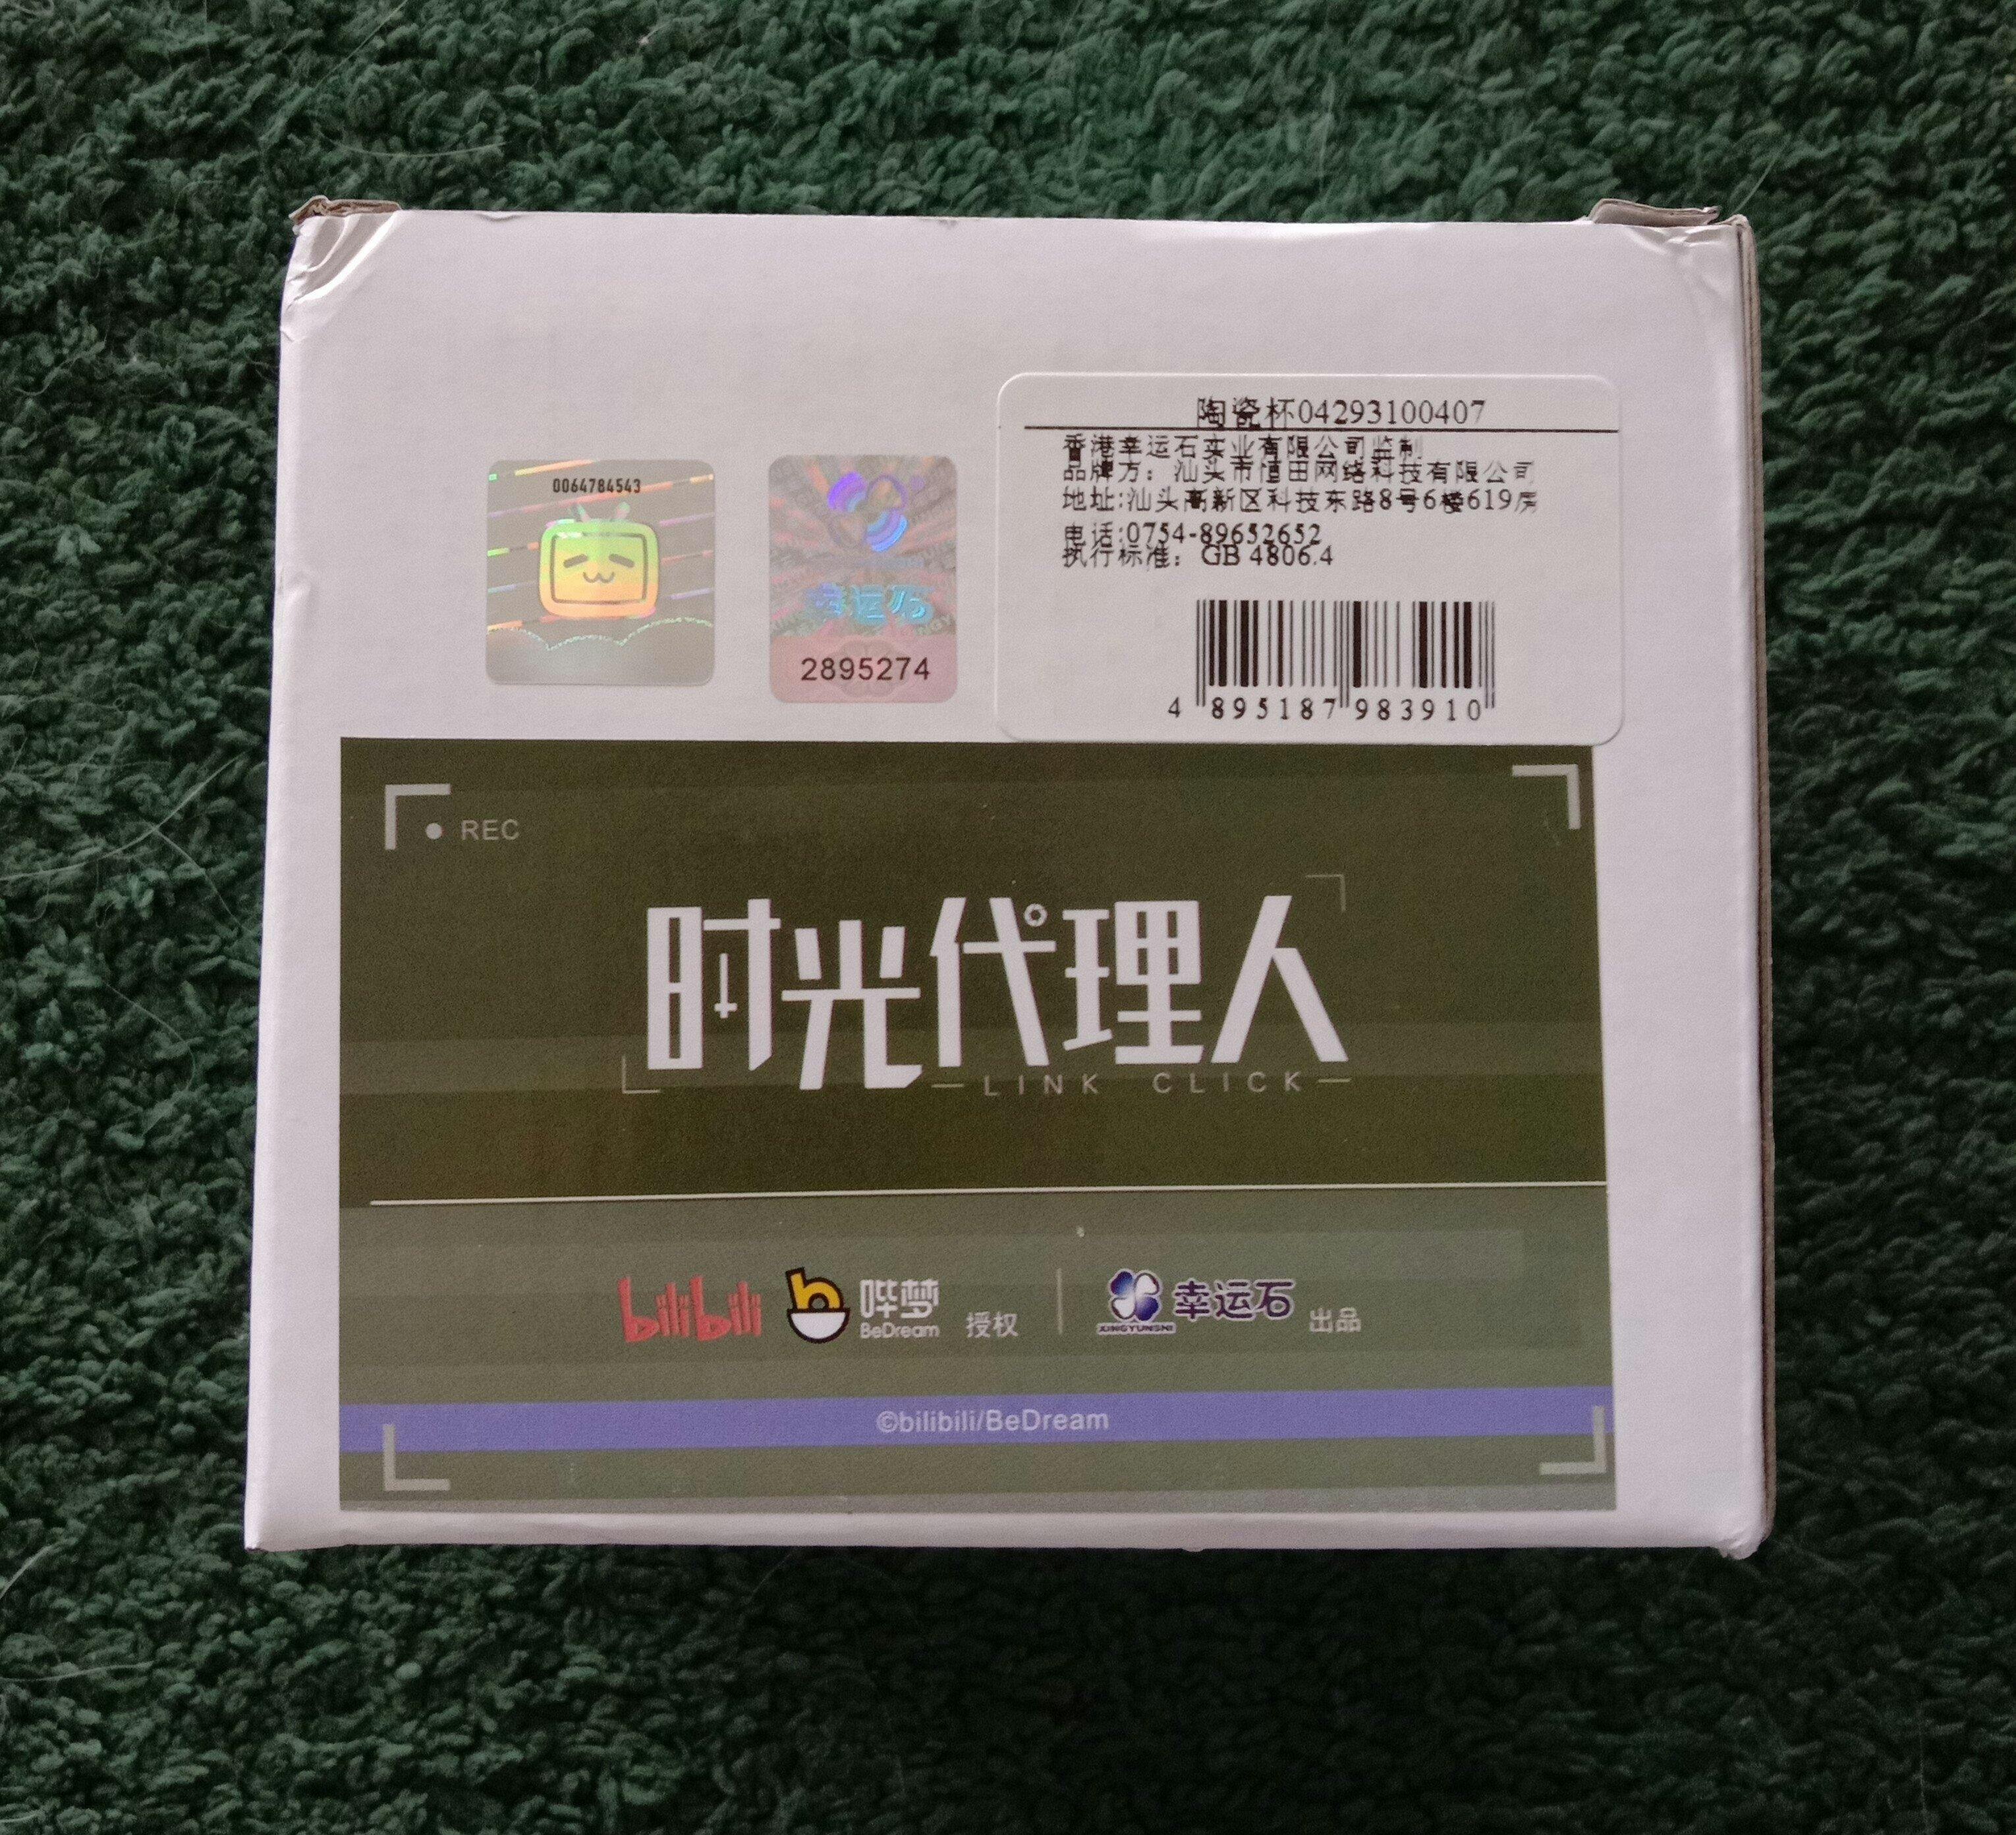 陶瓷杯04293100407
香港幸运石实业有限公司监制
品牌方：汕头市恒田网络科技有限公司
地址:汕头高新区科技东路8号6楼619房
电话:0754-89652652
执行标准：GB 4806.4
4 895187 983910
0064784543
幸运石
2895274
REC
时光代理人
LINK CLICK
bilibili 哔梦 BeDream 授权 XINGYUNSHI 幸运石 出品
©bilibili/BeDream